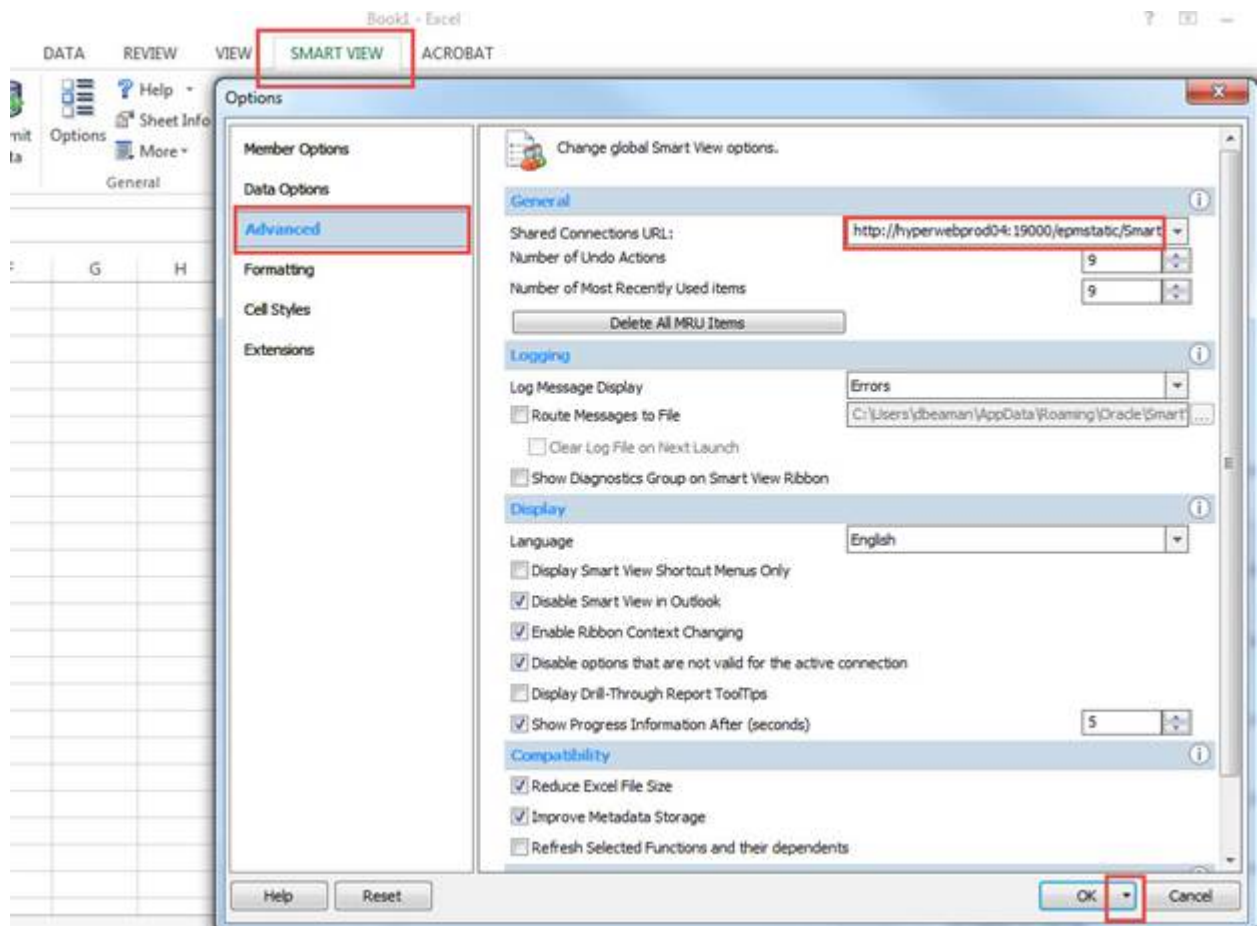 Book1 - Excel
?
DATA REVIEW VIEW SMART VIEW ACROBAT
Help
Sheet Info
More
mit
ta
Options
General
G H
Options
Member Options
Data Options
Advanced
Formatting
Cell Styles
Extensions
Change global Smart View options.
General
Shared Connections URL: http://hyperwebprod04:19000/epmstatic/Smart
Number of Undo Actions 9
Number of Most Recently Used items 9
Delete All MRU Items
Logging
Log Message Display Errors
Route Messages to File C:\Users\dbeaman\AppData\Roaming\Oracle\Smart ...
Clear Log File on Next Launch
Show Diagnostics Group on Smart View Ribbon
Display
Language English
Display Smart View Shortcut Menus Only
Disable Smart View in Outlook
Enable Ribbon Context Changing
Disable options that are not valid for the active connection
Display Drill-Through Report ToolTips
Show Progress Information After (seconds) 5
Compatibility
Reduce Excel File Size
Improve Metadata Storage
Refresh Selected Functions and their dependents
Help Reset OK Cancel